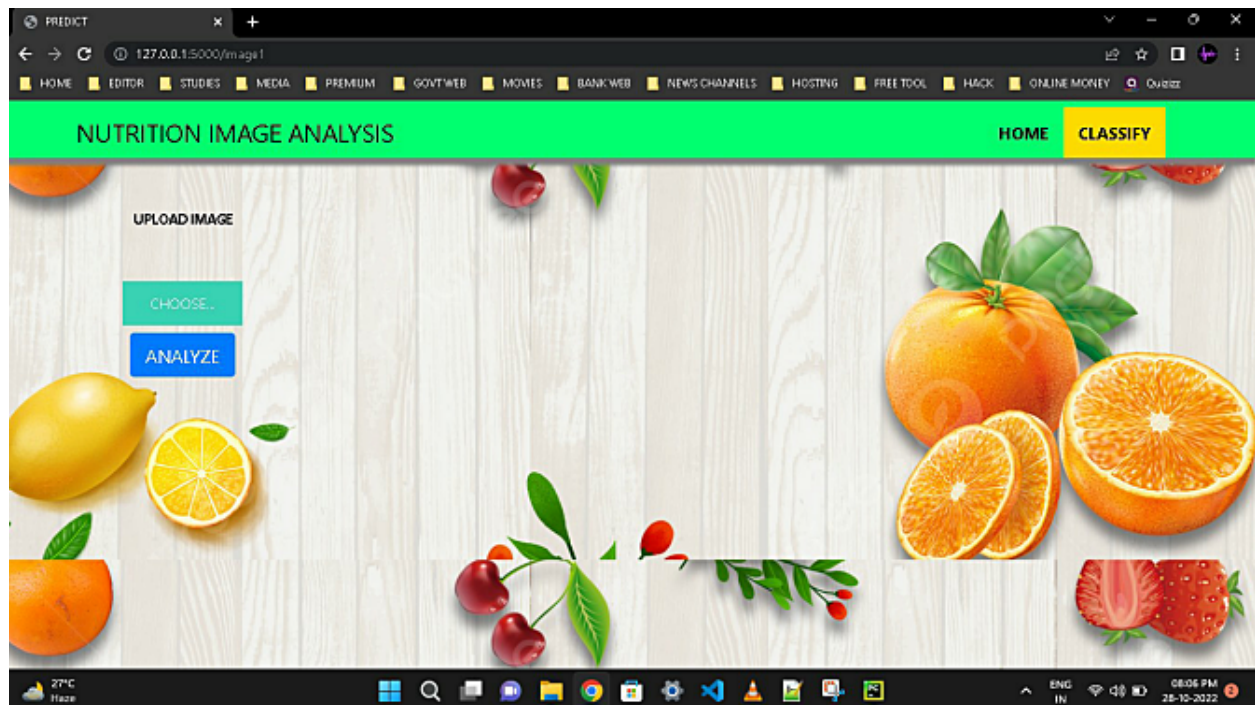 PREDICT
127.0.0.1:5000/image1
HOME EDITOR STUDIES MEDIA PREMIUM GOVT WEB MOVIES BANK WEB NEWS CHANNELS HOSTING FREE TOOL HACK ONLINE MONEY Quizizz
NUTRITION IMAGE ANALYSIS HOME CLASSIFY
UPLOAD IMAGE
CHOOSE...
ANALYZE
27°C ENG 08:06 PM
Haze IN 28-10-2022 2